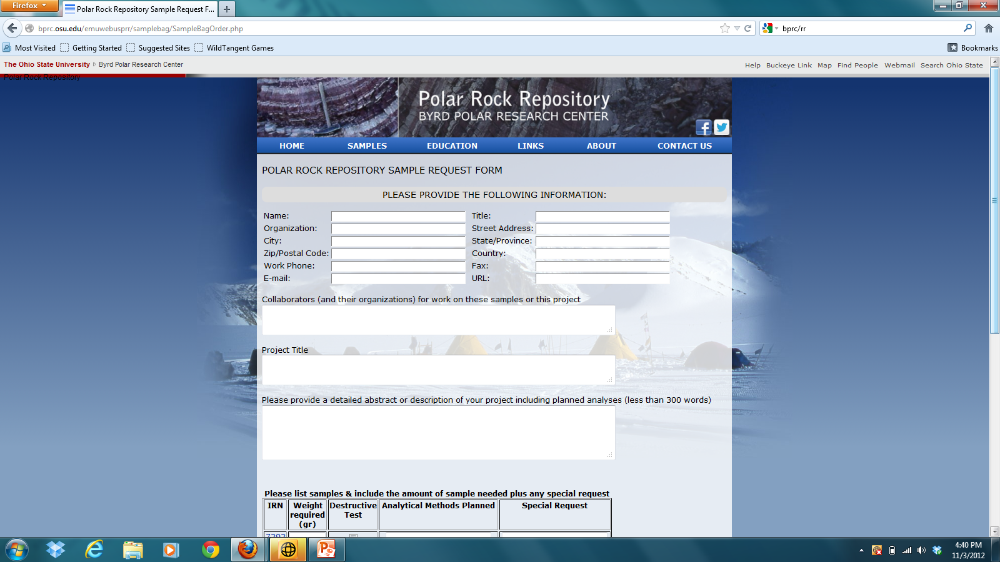 Firefox
Polar Rock Repository Sample Request F...
bprc.osu.edu/emuwebusprr/samplebag/SampleBagOrder.php
bprc/rr
Most Visited Getting Started Suggested Sites WildTangent Games Bookmarks
The Ohio State University Byrd Polar Research Center
Help Buckeye Link Map Find People Webmail Search Ohio State
Polar Rock Repository
Polar Rock Repository
BYRD POLAR RESEARCH CENTER
HOME SAMPLES EDUCATION LINKS ABOUT CONTACT US
POLAR ROCK REPOSITORY SAMPLE REQUEST FORM
PLEASE PROVIDE THE FOLLOWING INFORMATION:
Name: Title:
Organization: Street Address:
City: State/Province:
Zip/Postal Code: Country:
Work Phone: Fax:
E-mail: URL:
Collaborators (and their organizations) for work on these samples or this project
Project Title
Please provide a detailed abstract or description of your project including planned analyses (less than 300 words)
Please list samples & include the amount of sample needed plus any special request
IRN Weight required (gr) Destructive Test Analytical Methods Planned Special Request
7292
4:40 PM
11/3/2012